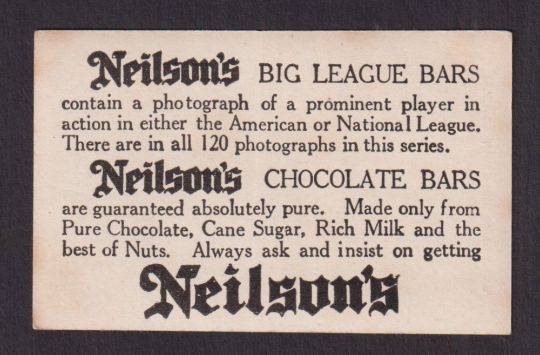 Neilson's BIG LEAGUE BARS
contain a photograph of a prominent player in
action in either the American or National League.
There are in all 120 photographs in this series.
Neilson's CHOCOLATE BARS
are guaranteed absolutely pure. Made only from
Pure Chocolate, Cane Sugar, Rich Milk and the
best of Nuts. Always ask and insist on getting
Neilson's